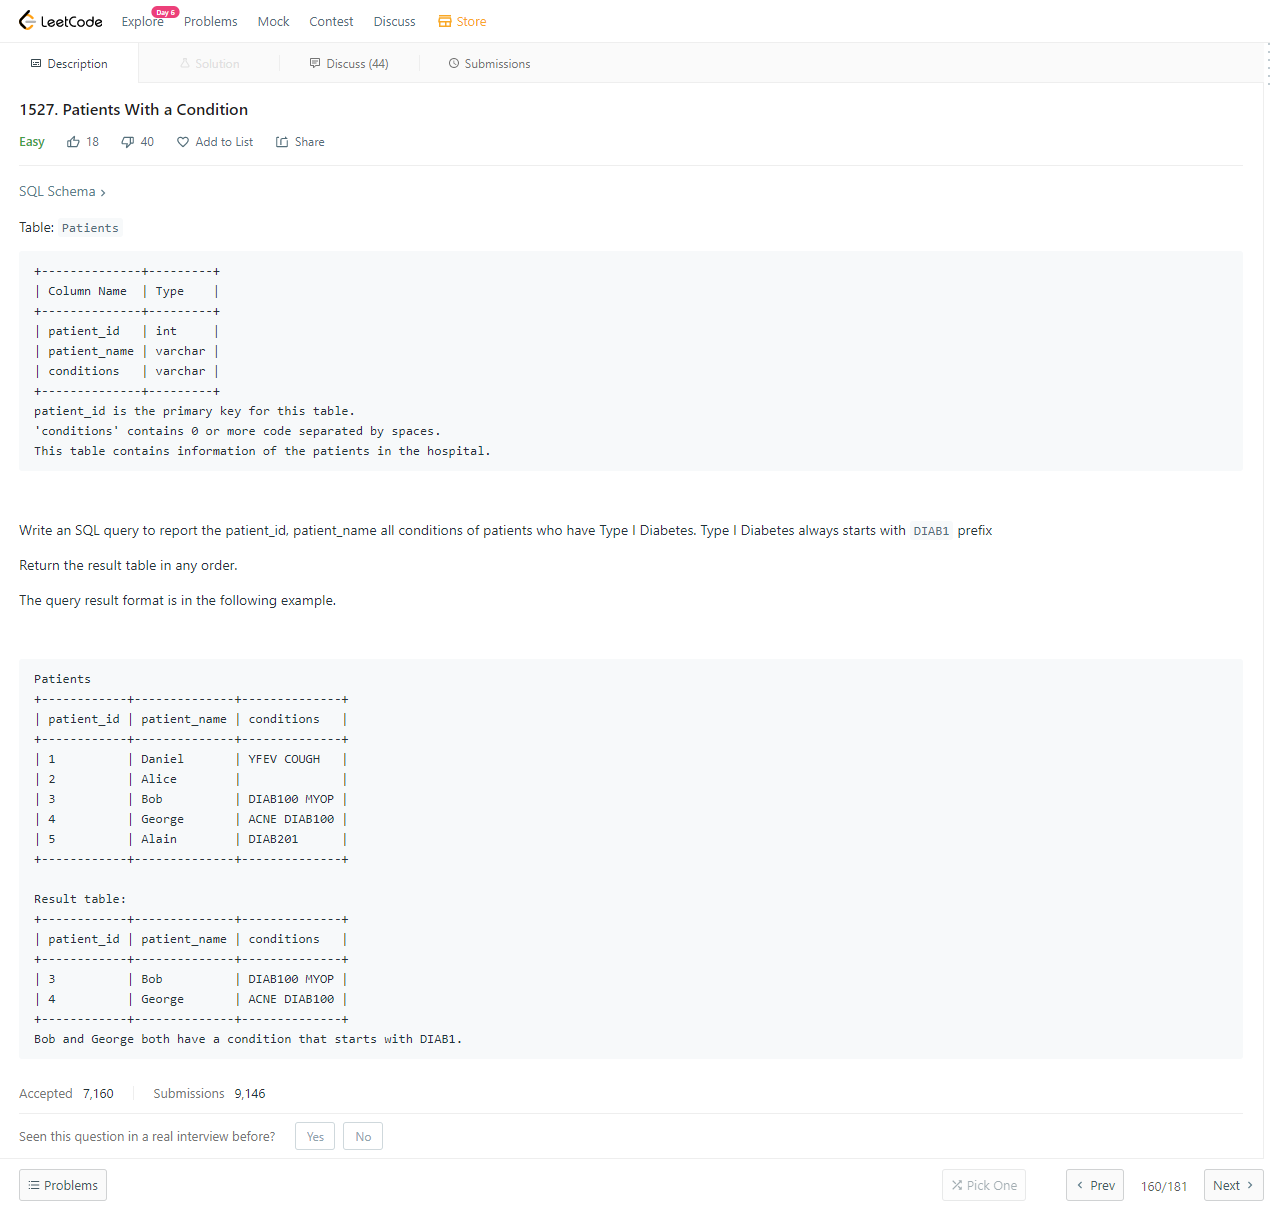 LeetCode Explore Day 6 Problems Mock Contest Discuss Store
Description Solution Discuss (44) Submissions
1527. Patients With a Condition
Easy 18 40 Add to List Share
SQL Schema >
Table: Patients
+--------------+---------+
| Column Name  | Type    |
+--------------+---------+
| patient_id   | int     |
| patient_name | varchar |
| conditions   | varchar |
+--------------+---------+
patient_id is the primary key for this table.
'conditions' contains 0 or more code separated by spaces.
This table contains information of the patients in the hospital.
Write an SQL query to report the patient_id, patient_name all conditions of patients who have Type I Diabetes. Type I Diabetes always starts with DIAB1 prefix
Return the result table in any order.
The query result format is in the following example.
Patients
+------------+--------------+--------------+
| patient_id | patient_name | conditions   |
+------------+--------------+--------------+
| 1          | Daniel       | YFEV COUGH   |
| 2          | Alice        |              |
| 3          | Bob          | DIAB100 MYOP |
| 4          | George       | ACNE DIAB100 |
| 5          | Alain        | DIAB201      |
+------------+--------------+--------------+
Result table:
+------------+--------------+--------------+
| patient_id | patient_name | conditions   |
+------------+--------------+--------------+
| 3          | Bob          | DIAB100 MYOP |
| 4          | George       | ACNE DIAB100 |
+------------+--------------+--------------+
Bob and George both have a condition that starts with DIAB1.
Accepted 7,160 Submissions 9,146
Seen this question in a real interview before? Yes No
Problems Pick One < Prev 160/181 Next >